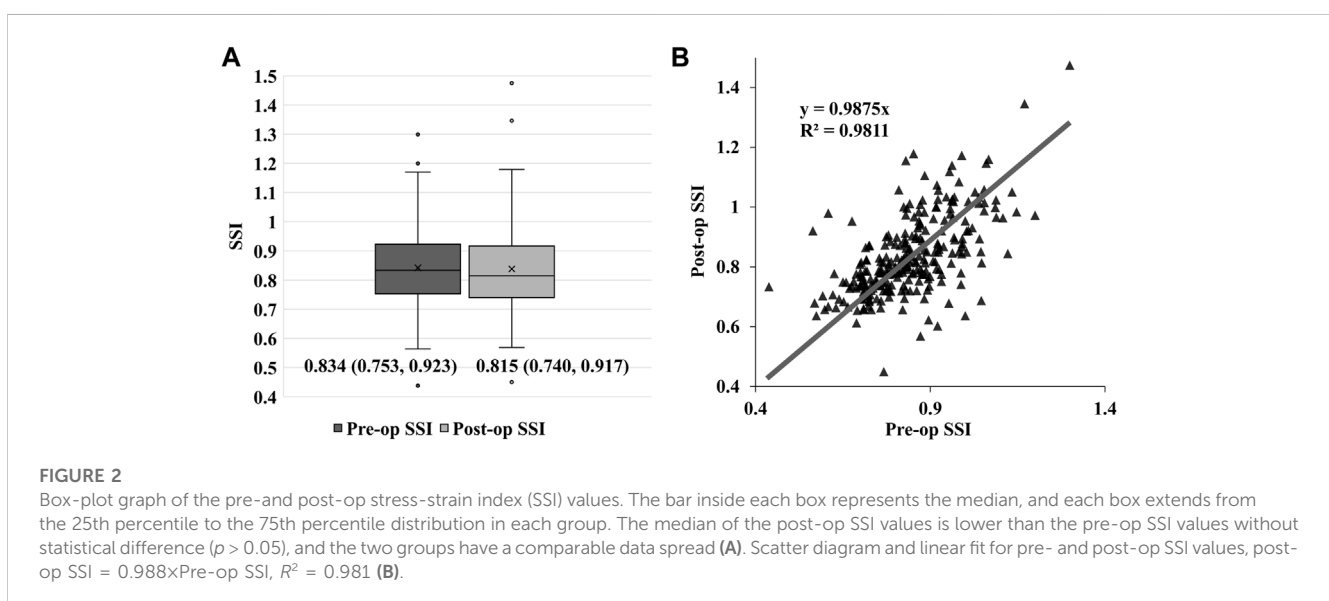 A
1.5
1.4
1.3
1.2
1.1
1
0.9
0.8
0.7
0.6
0.5
0.4
SSI
0.834 (0.753, 0.923)
0.815 (0.740, 0.917)
Pre-op SSI
Post-op SSI
B
1.4
1.2
1
0.8
0.6
0.4
Post-op SSI
y = 0.9875x
R² = 0.9811
0.4
0.9
1.4
Pre-op SSI
FIGURE 2
Box-plot graph of the pre-and post-op stress-strain index (SSI) values. The bar inside each box represents the median, and each box extends from
the 25th percentile to the 75th percentile distribution in each group. The median of the post-op SSI values is lower than the pre-op SSI values without
statistical difference (p > 0.05), and the two groups have a comparable data spread (A). Scatter diagram and linear fit for pre- and post-op SSI values, post-
op SSI = 0.988×Pre-op SSI, R² = 0.981 (B).